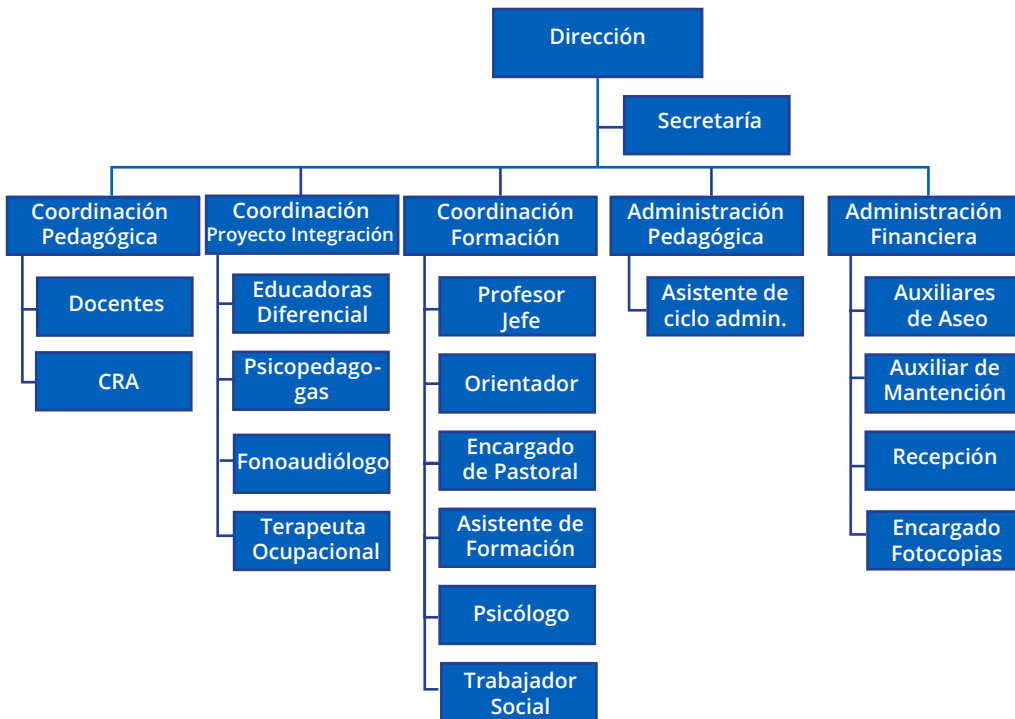 Dirección
Secretaría
Coordinación
Pedagógica
Docentes
CRA
Coordinación
Proyecto Integración
Educadoras
Diferencial
Psicopedago-
gas
Fonoaudiólogo
Terapeuta
Ocupacional
Coordinación
Formación
Profesor
Jefe
Orientador
Encargado
de Pastoral
Asistente de
Formación
Psicólogo
Trabajador
Social
Administración
Pedagógica
Asistente de
ciclo admin.
Administración
Financiera
Auxiliares
de Aseo
Auxiliar de
Mantención
Recepción
Encargado
Fotocopias